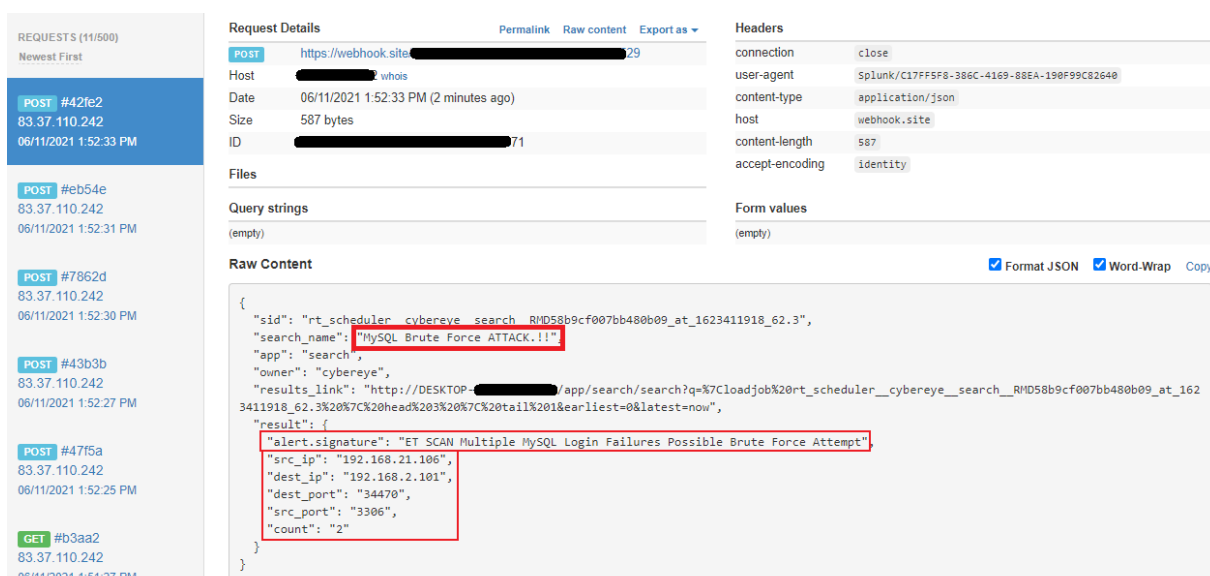 REQUESTS (11/500)
Newest First
POST #42fe2
83.37.110.242
06/11/2021 1:52:33 PM
POST #eb54e
83.37.110.242
06/11/2021 1:52:31 PM
POST #7862d
83.37.110.242
06/11/2021 1:52:30 PM
POST #43b3b
83.37.110.242
06/11/2021 1:52:27 PM
POST #47f5a
83.37.110.242
06/11/2021 1:52:25 PM
GET #b3aa2
83.37.110.242
06/11/2021 1:51:37 PM
Request Details Permalink Raw content Export as
POST https://webhook.site 29
Host whois
Date 06/11/2021 1:52:33 PM (2 minutes ago)
Size 587 bytes
ID 71
Files
Query strings
(empty)
Headers
connection close
user-agent Splunk/C17FF5F8-386C-4169-88EA-190F99C82640
content-type application/json
host webhook.site
content-length 587
accept-encoding identity
Form values
(empty)
Raw Content Format JSON Word-Wrap Copy
{
"sid": "rt_scheduler__cybereye__search__RMD58b9cf007bb480b09_at_1623411918_62.3",
"search_name": "MySQL Brute Force ATTACK.!!",
"app": "search",
"owner": "cybereye",
"results_link": "http://DESKTOP- /app/search/search?q=%7Cloadjob%20rt_scheduler__cybereye__search__RMD58b9cf007bb480b09_at_162
3411918_62.3%20%7C%20head%203%20%7C%20tail%201&earliest=0&latest=now",
"result": {
"alert.signature": "ET SCAN Multiple MySQL Login Failures Possible Brute Force Attempt",
"src_ip": "192.168.21.106",
"dest_ip": "192.168.2.101",
"dest_port": "34470",
"src_port": "3306",
"count": "2"
}
}